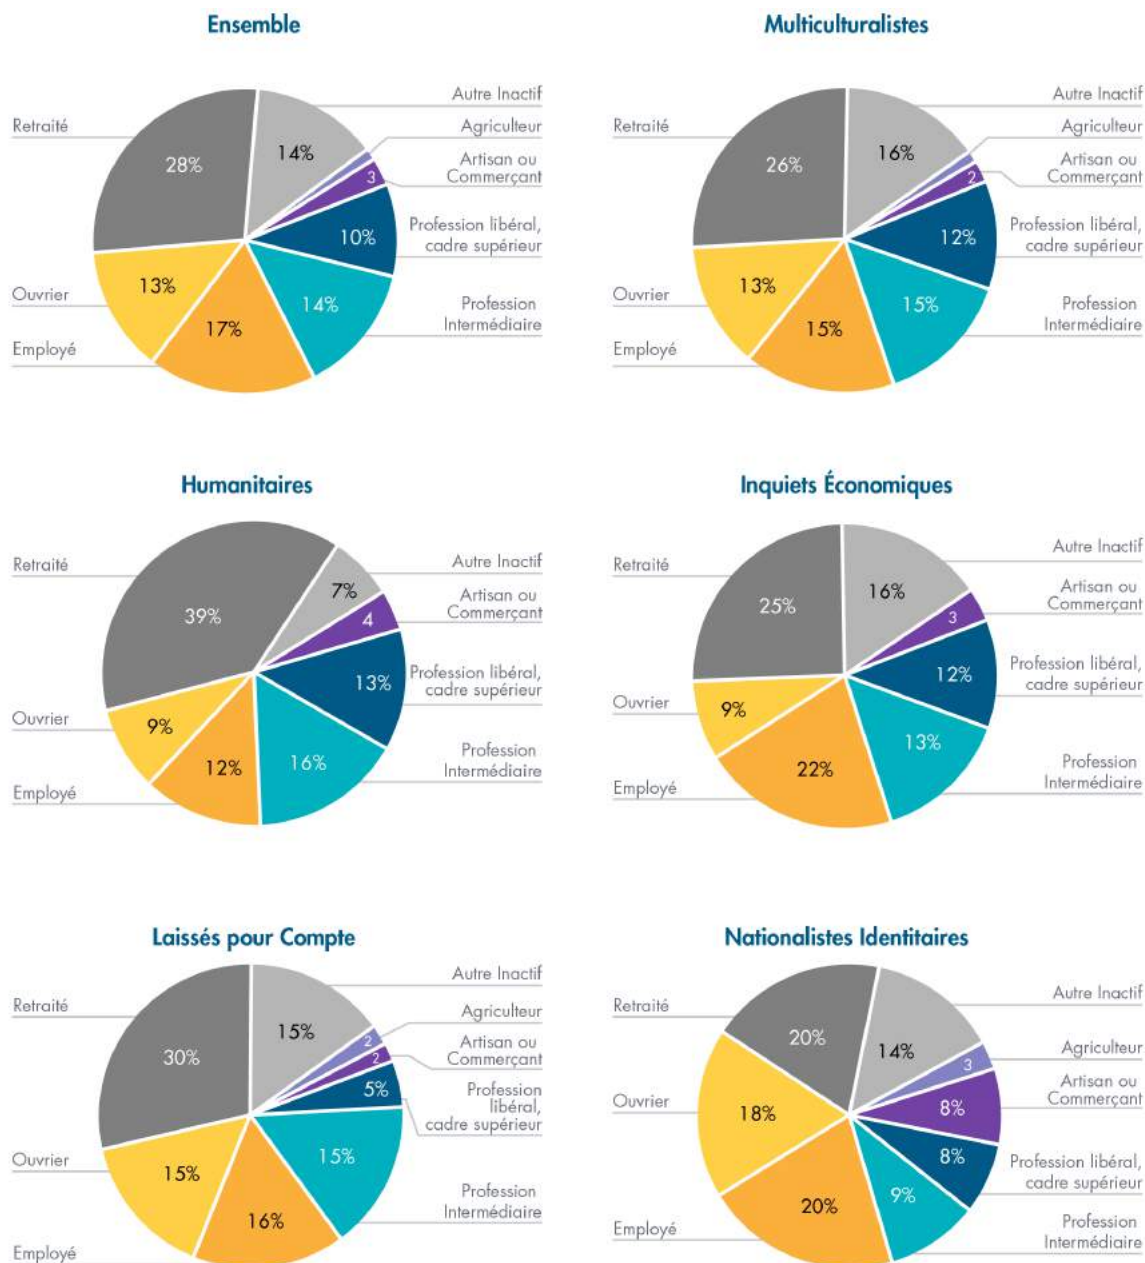 Ensemble
Autre Inactif
Agriculteur
Retraité
Artisan ou
Commerçant
28%
14%
3
10%
Profession libéral,
cadre supérieur
Ouvrier
13%
14%
Profession
Intermédiaire
17%
Employé
Multiculturalistes
Autre Inactif
Agriculteur
Retraité
Artisan ou
Commerçant
26%
16%
2
12%
Profession libéral,
cadre supérieur
Ouvrier
13%
15%
Profession
Intermédiaire
15%
Employé
Humanitaires
Autre Inactif
Retraité
7%
Artisan ou
Commerçant
39%
4
13%
Profession libéral,
cadre supérieur
Ouvrier
9%
Profession
Intermédiaire
12%
16%
Employé
Inquiets Économiques
Autre Inactif
Retraité
25%
16%
Artisan ou
Commerçant
3
12%
Profession libéral,
cadre supérieur
Ouvrier
9%
13%
Profession
Intermédiaire
22%
Employé
Laissés pour Compte
Autre Inactif
Retraité
Agriculteur
15%
2
Artisan ou
Commerçant
30%
2
5%
Profession
libéral,
cadre supérieur
Ouvrier
15%
15%
Profession
Intermédiaire
16%
Employé
Nationalistes Identitaires
Autre Inactif
Retraité
20%
14%
Agriculteur
3
Artisan ou
Commerçant
Ouvrier
18%
8%
8%
Profession libéral,
cadre supérieur
9%
20%
Employé
Profession
Intermédiaire